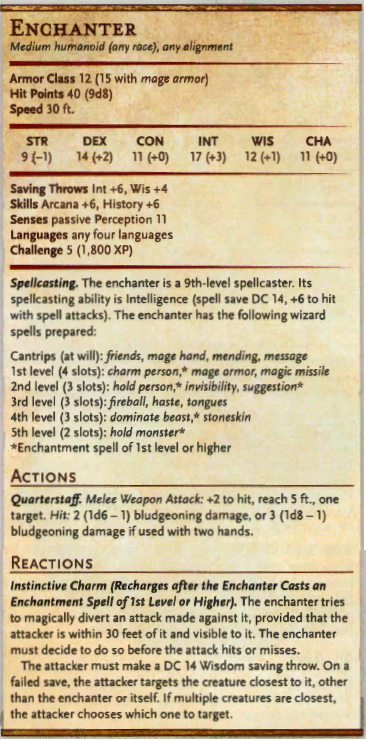 ENCHANTER
Medium humanoid (any race), any alignment
Armor Class 12 (15 with mage armor)
Hit Points 40 (9d8)
Speed 30 ft.
STR DEX CON INT WIS CHA
9 (–1) 14 (+2) 11 (+0) 17 (+3) 12 (+1) 11 (+0)
Saving Throws Int +6, Wis +4
Skills Arcana +6, History +6
Senses passive Perception 11
Languages any four languages
Challenge 5 (1,800 XP)
Spellcasting. The enchanter is a 9th-level spellcaster. Its
spellcasting ability is Intelligence (spell save DC 14, +6 to hit
with spell attacks). The enchanter has the following wizard
spells prepared:
Cantrips (at will): friends, mage hand, mending, message
1st level (4 slots): charm person,* mage armor, magic missile
2nd level (3 slots): hold person,* invisibility, suggestion*
3rd level (3 slots): fireball, haste, tongues
4th level (3 slots): dominate beast,* stoneskin
5th level (2 slots): hold monster*
*Enchantment spell of 1st level or higher
ACTIONS
Quarterstaff. Melee Weapon Attack: +2 to hit, reach 5 ft., one
target. Hit: 2 (1d6 – 1) bludgeoning damage, or 3 (1d8 – 1)
bludgeoning damage if used with two hands.
REACTIONS
Instinctive Charm (Recharges after the Enchanter Casts an
Enchantment Spell of 1st Level or Higher). The enchanter tries
to magically divert an attack made against it, provided that the
attacker is within 30 feet of it and visible to it. The enchanter
must decide to do so before the attack hits or misses.
The attacker must make a DC 14 Wisdom saving throw. On a
failed save, the attacker targets the creature closest to it, other
than the enchanter or itself. If multiple creatures are closest,
the attacker chooses which one to target.